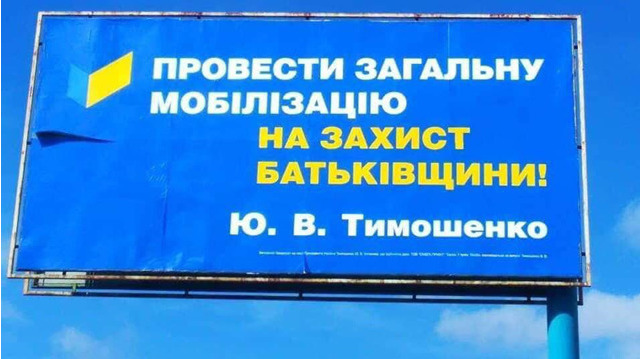 ПРОВЕСТИ ЗАГАЛЬНУ
МОБІЛІЗАЦІЮ
НА ЗАХИСТ
БАТЬКІВЩИНИ!
Ю. В. Тимошенко